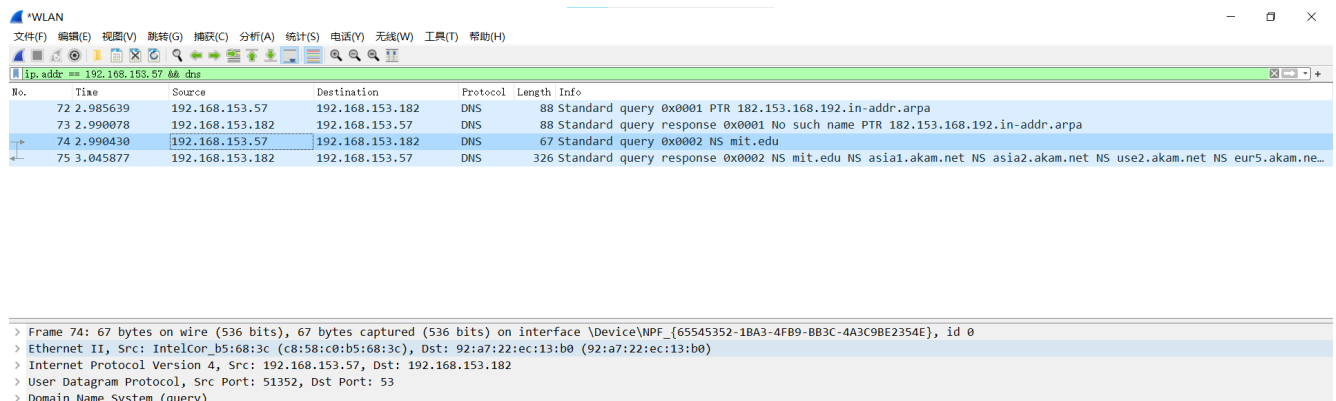 *WLAN
文件(F) 编辑(E) 视图(V) 跳转(G) 捕获(C) 分析(A) 统计(S) 电话(Y) 无线(W) 工具(T) 帮助(H)
ip.addr == 192.168.153.57 && dns
No. Time Source Destination Protocol Length Info
72 2.985639 192.168.153.57 192.168.153.182 DNS 88 Standard query 0x0001 PTR 182.153.168.192.in-addr.arpa
73 2.990078 192.168.153.182 192.168.153.57 DNS 88 Standard query response 0x0001 No such name PTR 182.153.168.192.in-addr.arpa
74 2.990430 192.168.153.57 192.168.153.182 DNS 67 Standard query 0x0002 NS mit.edu
75 3.045877 192.168.153.182 192.168.153.57 DNS 326 Standard query response 0x0002 NS mit.edu NS asia1.akam.net NS asia2.akam.net NS use2.akam.net NS eur5.akam.ne…
> Frame 74: 67 bytes on wire (536 bits), 67 bytes captured (536 bits) on interface \Device\NPF_{65545352-1BA3-4FB9-BB3C-4A3C9BE2354E}, id 0
> Ethernet II, Src: IntelCor_b5:68:3c (c8:58:c0:b5:68:3c), Dst: 92:a7:22:ec:13:b0 (92:a7:22:ec:13:b0)
> Internet Protocol Version 4, Src: 192.168.153.57, Dst: 192.168.153.182
> User Datagram Protocol, Src Port: 51352, Dst Port: 53
> Domain Name System (query)